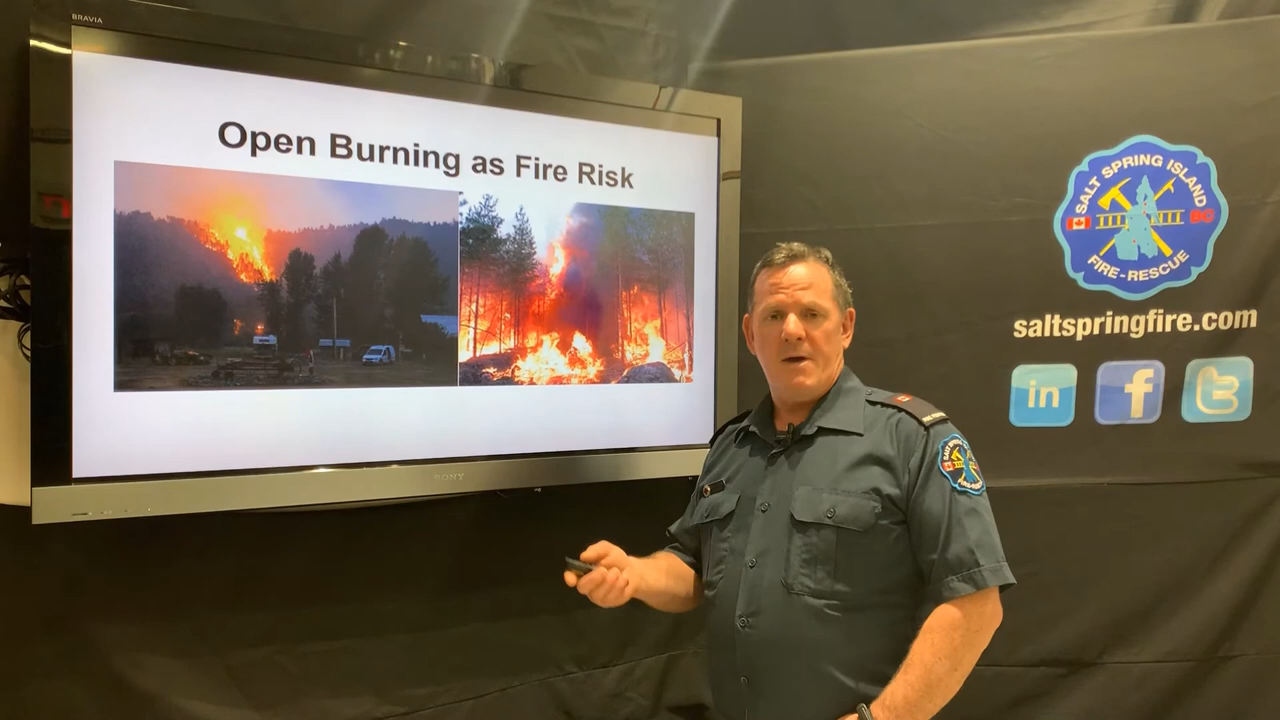 BRAVIA
Open Burning as Fire Risk
SONY
SALT SPRING ISLAND
BC
FIRE-RESCUE
saltspringfire.com
in
f
t